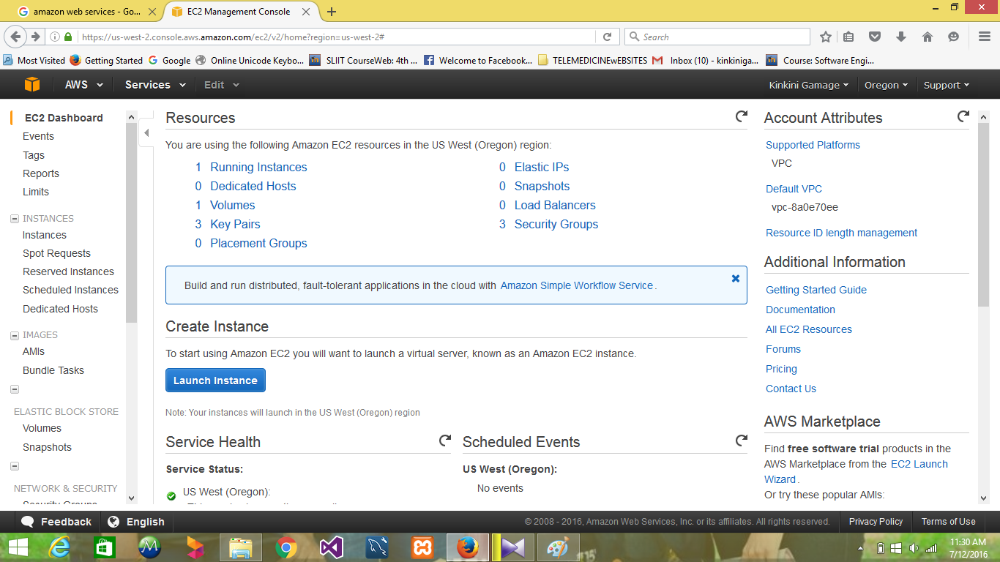 amazon web services - Go...
EC2 Management Console
https://us-west-2.console.aws.amazon.com/ec2/v2/home?region=us-west-2#
Search
Most Visited
Getting Started
Google
Online Unicode Keybo...
SLIIT CourseWeb: 4th ...
Welcome to Facebook...
TELEMEDICINEwEBSITES
Inbox (10) - kinkiniga...
Course: Software Engi...
AWS
Services
Edit
Kinkini Gamage
Oregon
Support
EC2 Dashboard
Events
Tags
Reports
Limits
INSTANCES
Instances
Spot Requests
Reserved Instances
Scheduled Instances
Dedicated Hosts
IMAGES
AMIs
Bundle Tasks
ELASTIC BLOCK STORE
Volumes
Snapshots
NETWORK & SECURITY
Security Groups
Resources
You are using the following Amazon EC2 resources in the US West (Oregon) region:
1 Running Instances
0 Dedicated Hosts
1 Volumes
3 Key Pairs
0 Placement Groups
0 Elastic IPs
0 Snapshots
0 Load Balancers
3 Security Groups
Build and run distributed, fault-tolerant applications in the cloud with Amazon Simple Workflow Service.
Create Instance
To start using Amazon EC2 you will want to launch a virtual server, known as an Amazon EC2 instance.
Launch Instance
Note: Your instances will launch in the US West (Oregon) region
Service Health
Service Status:
US West (Oregon):
Scheduled Events
US West (Oregon):
No events
Account Attributes
Supported Platforms
VPC
Default VPC
vpc-8a0e70ee
Resource ID length management
Additional Information
Getting Started Guide
Documentation
All EC2 Resources
Forums
Pricing
Contact Us
AWS Marketplace
Find free software trial products in the
AWS Marketplace from the EC2 Launch
Wizard.
Or try these popular AMIs:
Feedback
English
© 2008 - 2016, Amazon Web Services, Inc. or its affiliates. All rights reserved.
Privacy Policy
Terms of Use
11:30 AM
7/12/2016